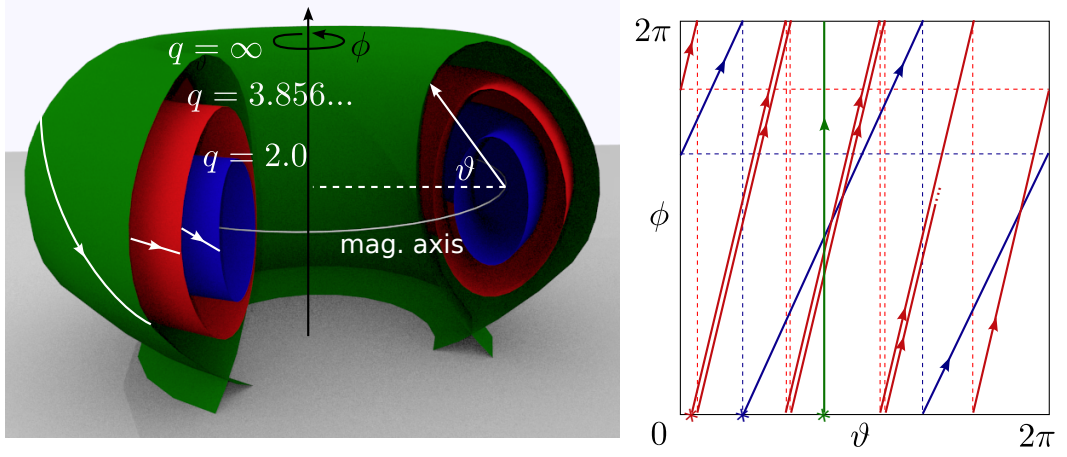 q = ∞
ϕ
q = 3.856...
q = 2.0
ϑ
mag. axis
2π
ϕ
0
ϑ
2π